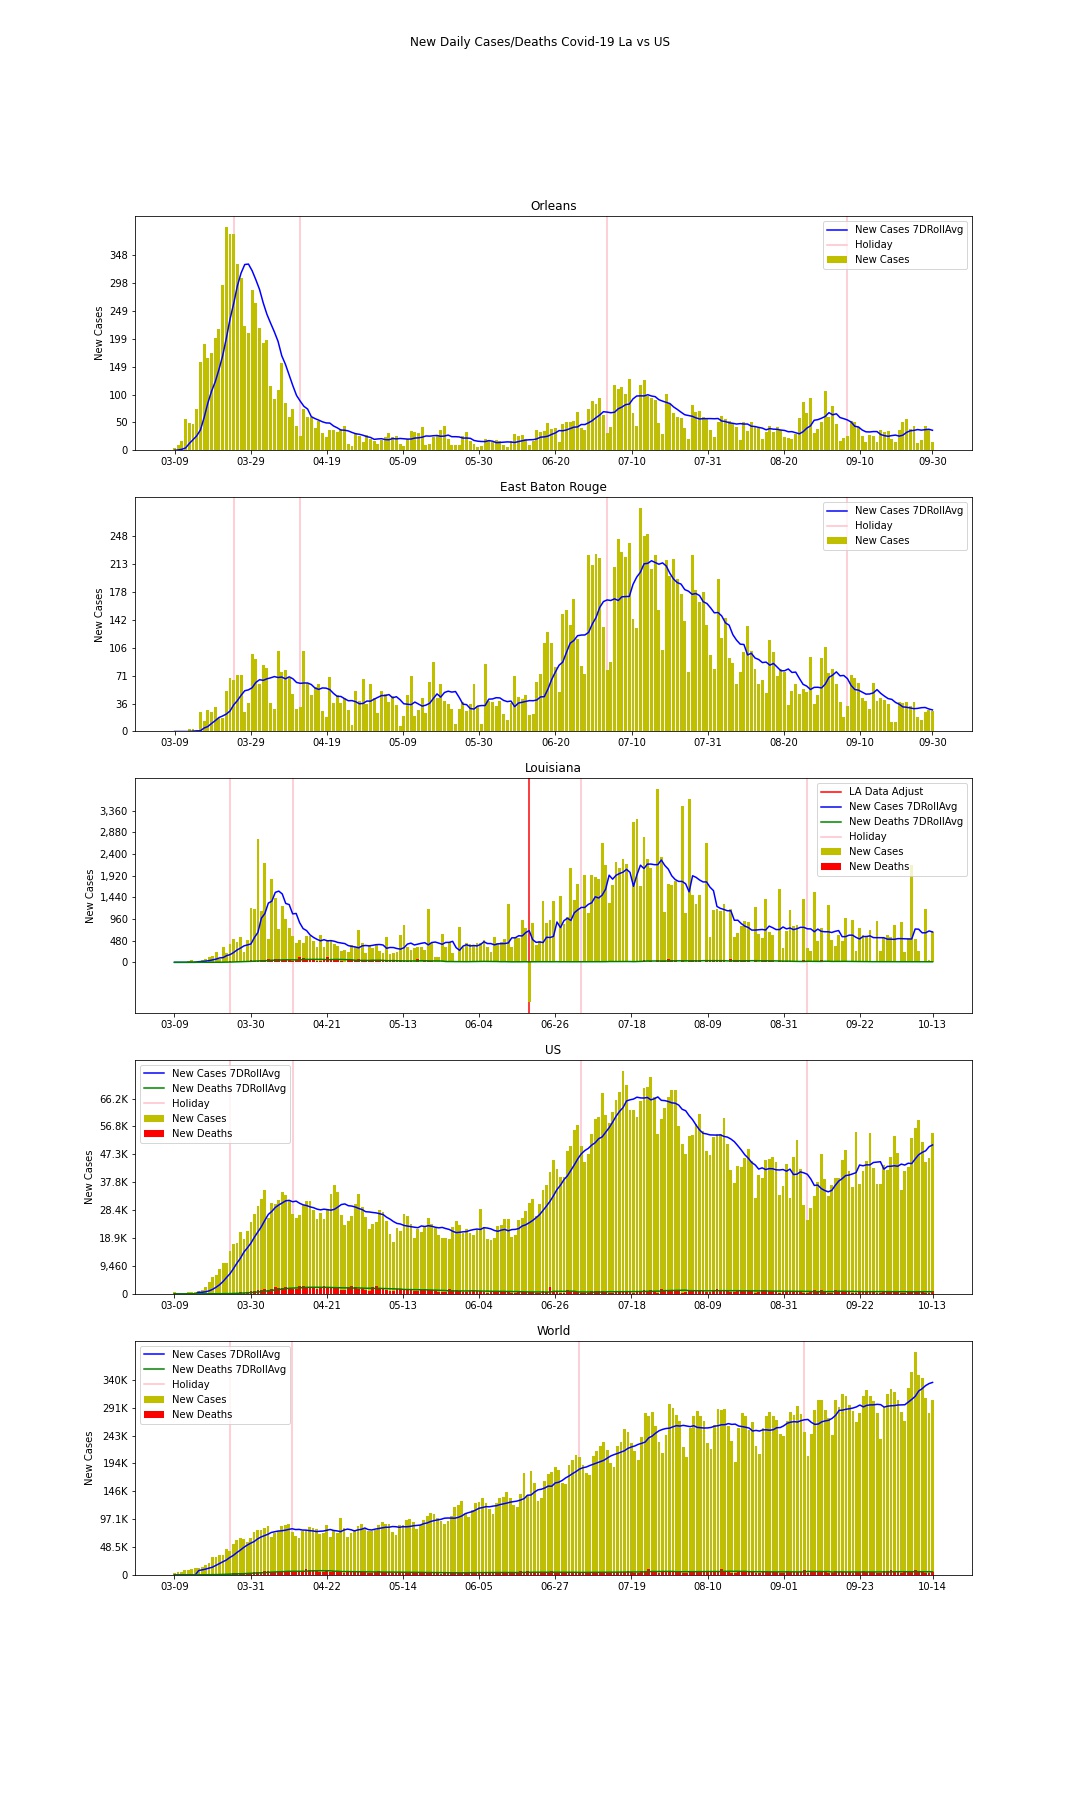 New Daily Cases/Deaths Covid-19 La vs US
Orleans
New Cases
348
298
249
199
149
100
50
0
New Cases 7DRollAvg
Holiday
New Cases
03-09 03-29 04-19 05-09 05-30 06-20 07-10 07-31 08-20 09-10 09-30
East Baton Rouge
New Cases
248
213
178
142
106
71
36
0
New Cases 7DRollAvg
Holiday
New Cases
03-09 03-29 04-19 05-09 05-30 06-20 07-10 07-31 08-20 09-10 09-30
Louisiana
New Cases
3,360
2,880
2,400
1,920
1,440
960
480
0
LA Data Adjust
New Cases 7DRollAvg
New Deaths 7DRollAvg
Holiday
New Cases
New Deaths
03-09 03-30 04-21 05-13 06-04 06-26 07-18 08-09 08-31 09-22 10-13
US
New Cases
66.2K
56.8K
47.3K
37.8K
28.4K
18.9K
9,460
0
New Cases 7DRollAvg
New Deaths 7DRollAvg
Holiday
New Cases
New Deaths
03-09 03-30 04-21 05-13 06-04 06-26 07-18 08-09 08-31 09-22 10-13
World
New Cases
340K
291K
243K
194K
146K
97.1K
48.5K
0
New Cases 7DRollAvg
New Deaths 7DRollAvg
Holiday
New Cases
New Deaths
03-09 03-31 04-22 05-14 06-05 06-27 07-19 08-10 09-01 09-23 10-14